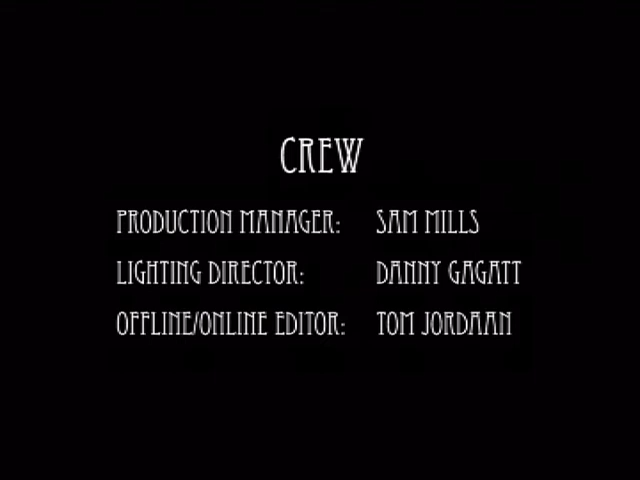 CREW
PRODUCTION MANAGER: SAM MILLS
LIGHTING DIRECTOR: DANNY GAGATT
OFFLINE/ONLINE EDITOR: TOM JORDAAN